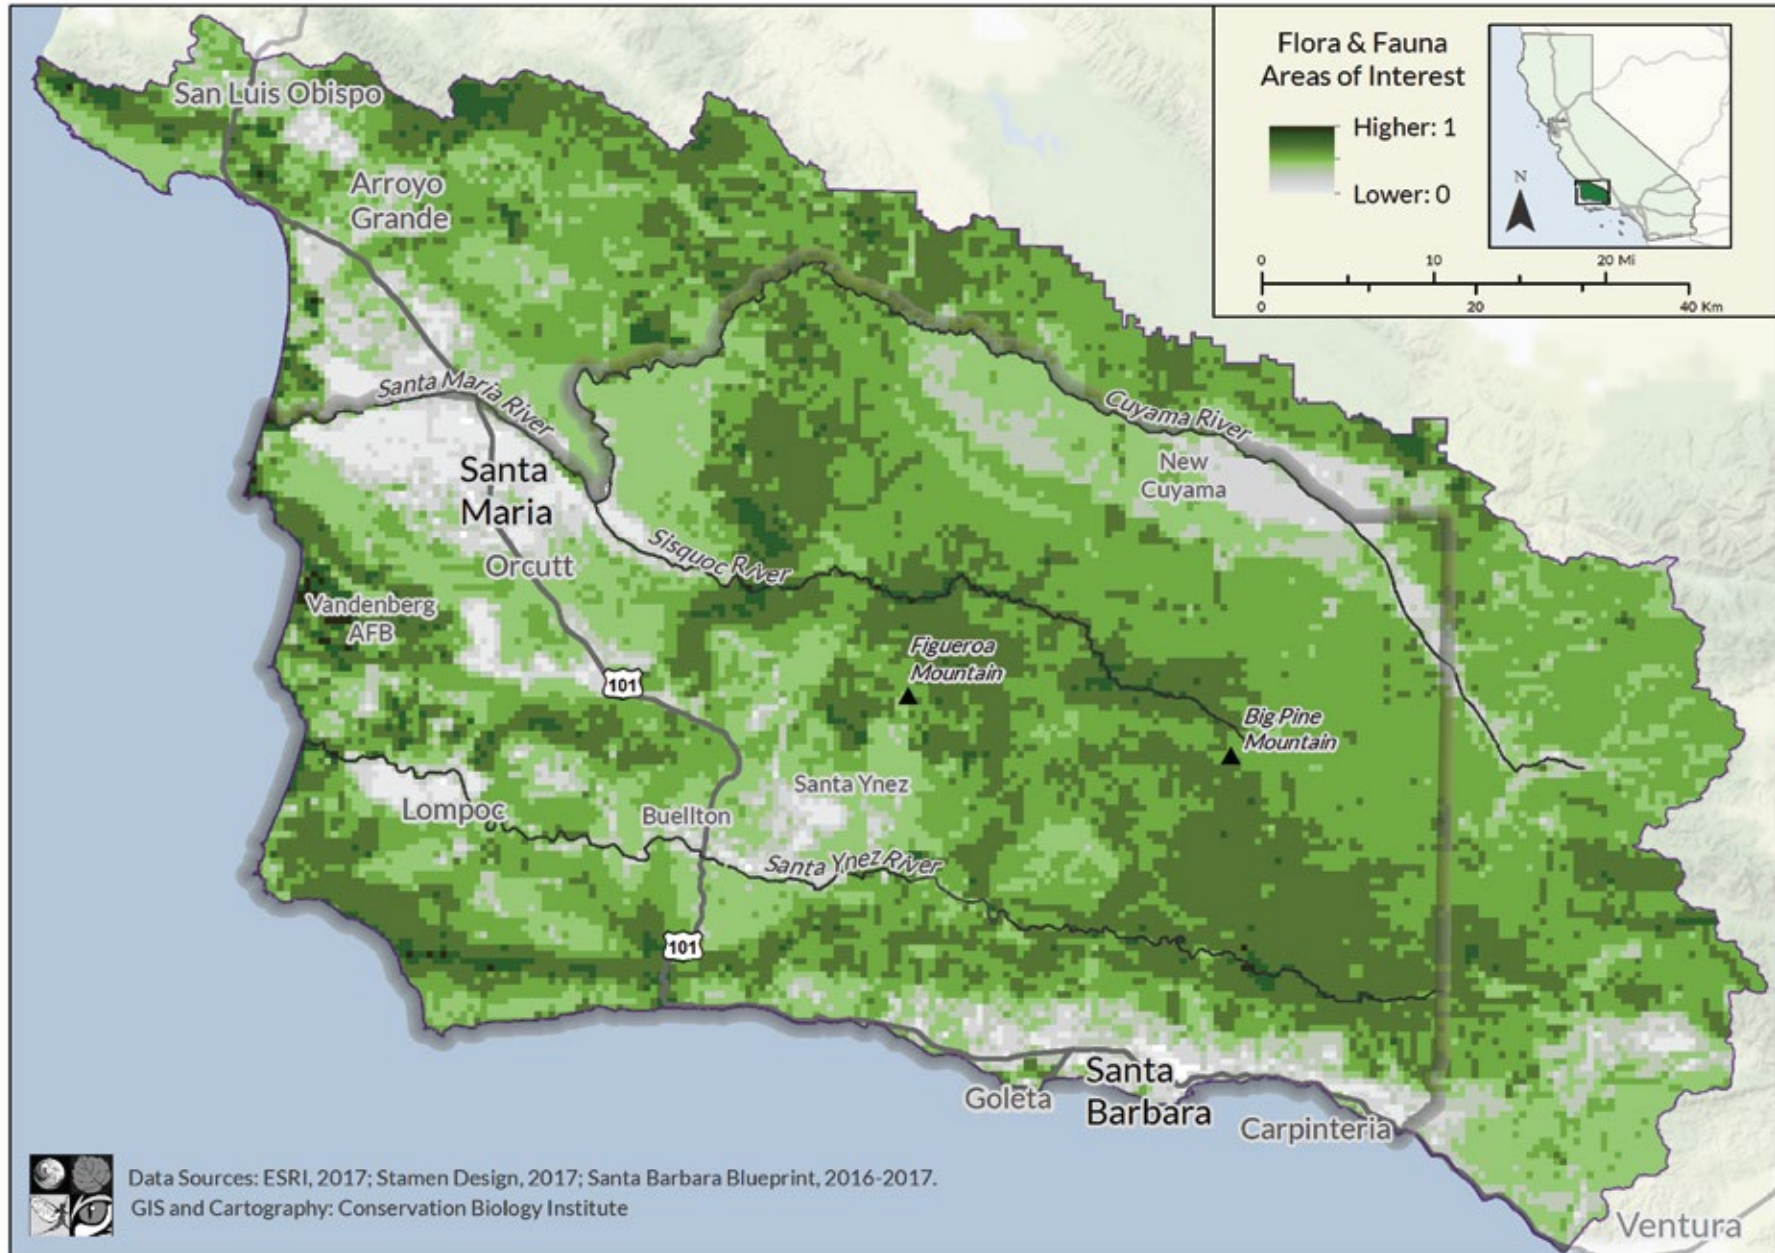 Flora & Fauna
Areas of Interest
Higher: 1
Lower: 0
N
0
10
20 Mi
0
20
40 Km
San Luis Obispo
Arroyo
Grande
Santa Maria River
Cuyama River
Santa
Maria
New
Cuyama
Orcutt
Sisquoc River
Vandenberg
AFB
Figueroa
Mountain
101
Big Pine
Mountain
Santa Ynez
Lompoc
Buellton
Santa Ynez River
101
Goleta
Santa
Barbara
Carpinteria
Ventura
Data Sources: ESRI, 2017; Stamen Design, 2017; Santa Barbara Blueprint, 2016-2017.
GIS and Cartography: Conservation Biology Institute